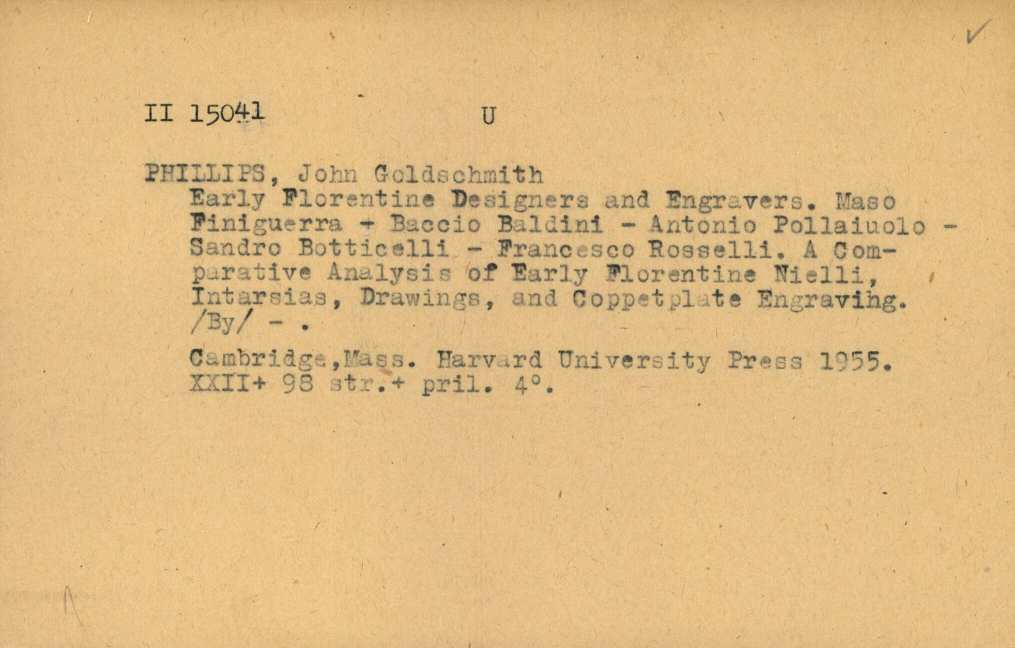 II 15041 U
PHILLIPS, John Goldschmith
Early Florentine Designers and Engravers. Maso
Finiguerra + Baccio Baldini - Antonio Pollaiuolo -
Sandro Botticelli - Francesco Rosselli. A Com-
parative Analysis of Early Florentine Nielli,
Intarsias, Drawings, and Coppetplate Engravihg.
/By/ - .
Cambridge,Mass. Harvard University Press 1955.
XXII+ 98 str.+ pril. 4°.